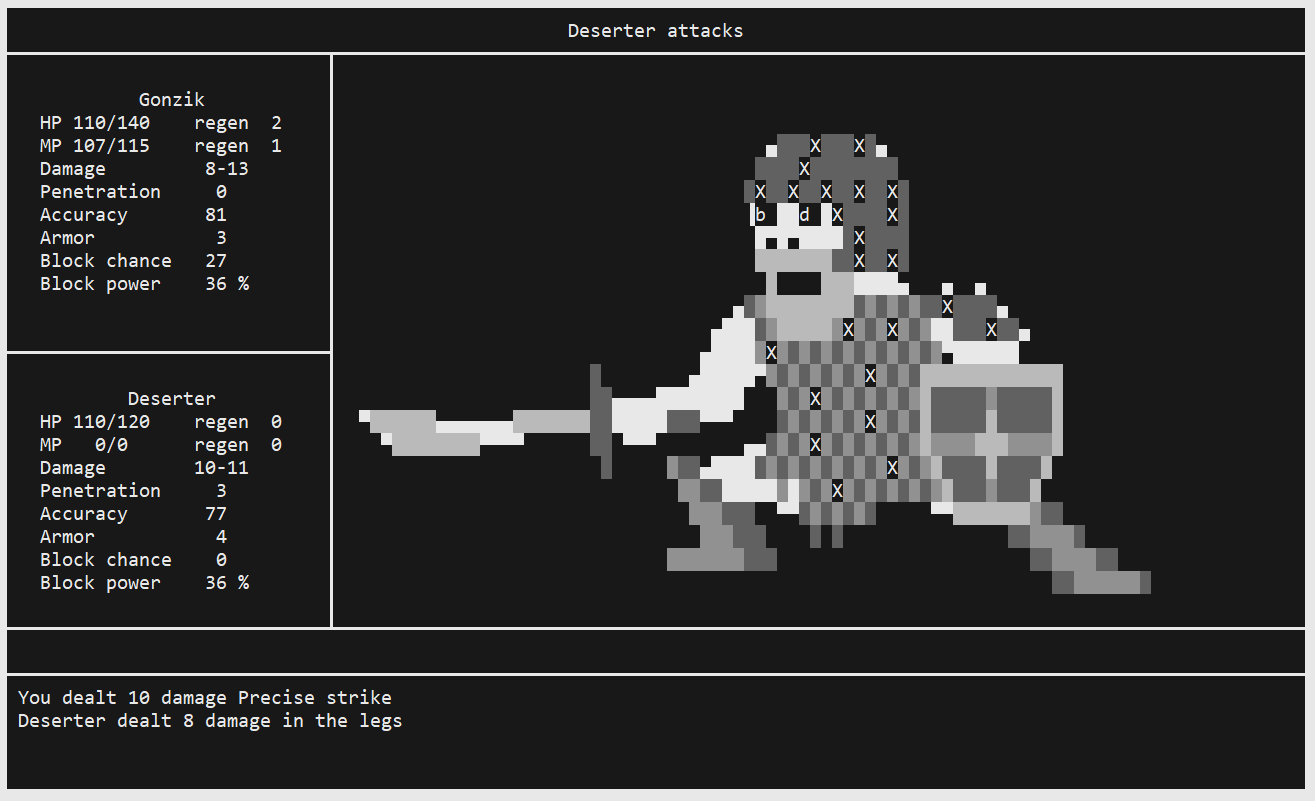 Deserter attacks
Gonzik
HP 110/140 regen 2
MP 107/115 regen 1
Damage 8-13
Penetration 0
Accuracy 81
Armor 3
Block chance 27
Block power 36 %
Deserter
HP 110/120 regen 0
MP 0/0 regen 0
Damage 10-11
Penetration 3
Accuracy 77
Armor 4
Block chance 0
Block power 36 %
X X
X
X X X X X
b d X X
X
X X
X
X X X
X
X
X
X
X
X
X
You dealt 10 damage Precise strike
Deserter dealt 8 damage in the legs